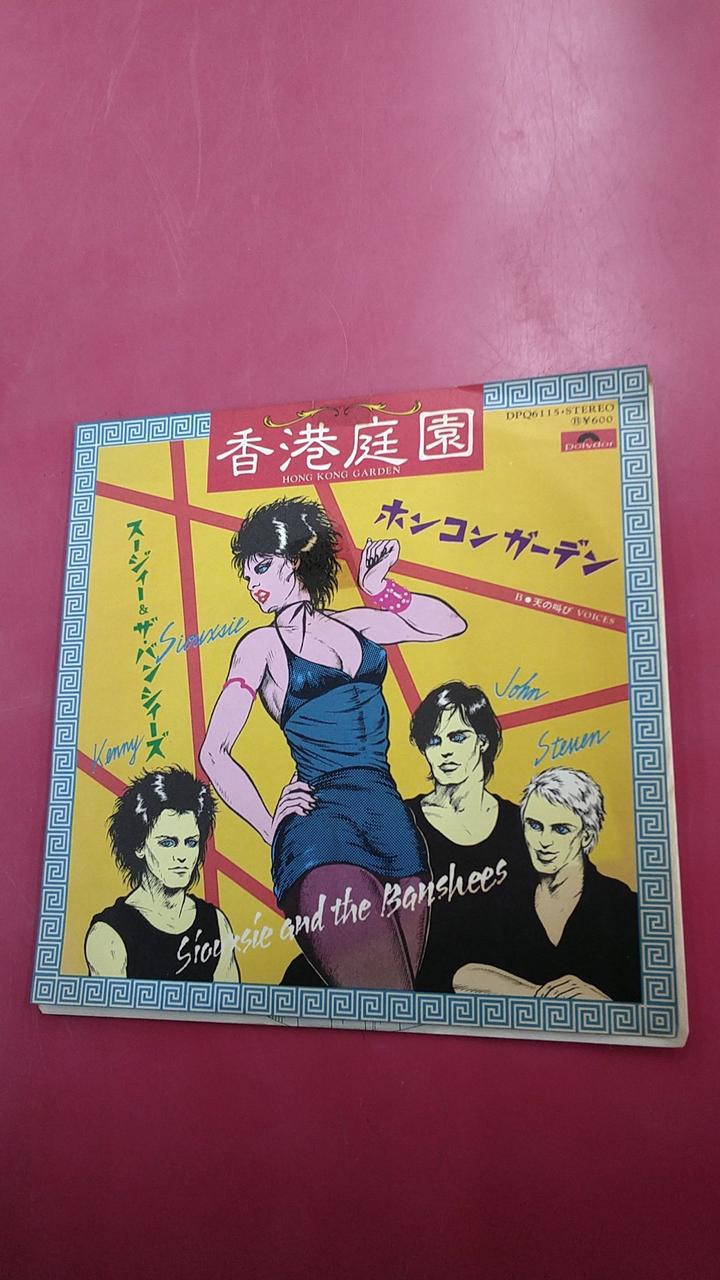 香港庭園
HONG KONG GARDEN
DPQ6115・STEREO
Ⓑ¥600
Polydor
ホンコン ガーデン
B●天の叫び VOICES
スージィー&ザ・バンシィーズ
Siouxsie
John
Steven
Kenny
Siouxsie and the Banshees